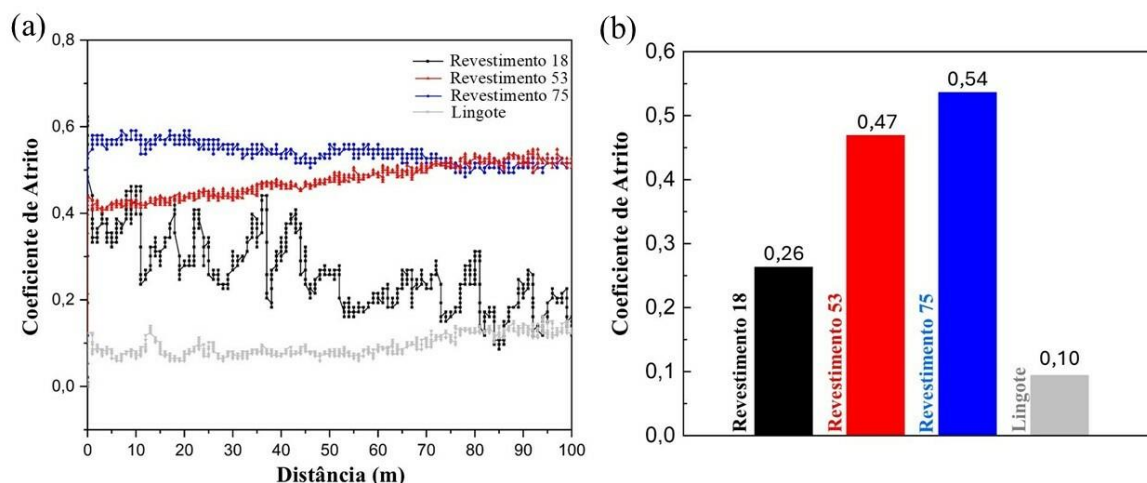 (a)
0,8
0,6
0,4
0,2
0,0
Coeficiente de Atrito
Revestimento 18
Revestimento 53
Revestimento 75
Lingote
0 10 20 30 40 50 60 70 80 90 100
Distância (m)
(b)
0,6
0,5
0,4
0,3
0,2
0,1
0,0
Coeficiente de Atrito
0,26
0,47
0,54
0,10
Revestimento 18
Revestimento 53
Revestimento 75
Lingote